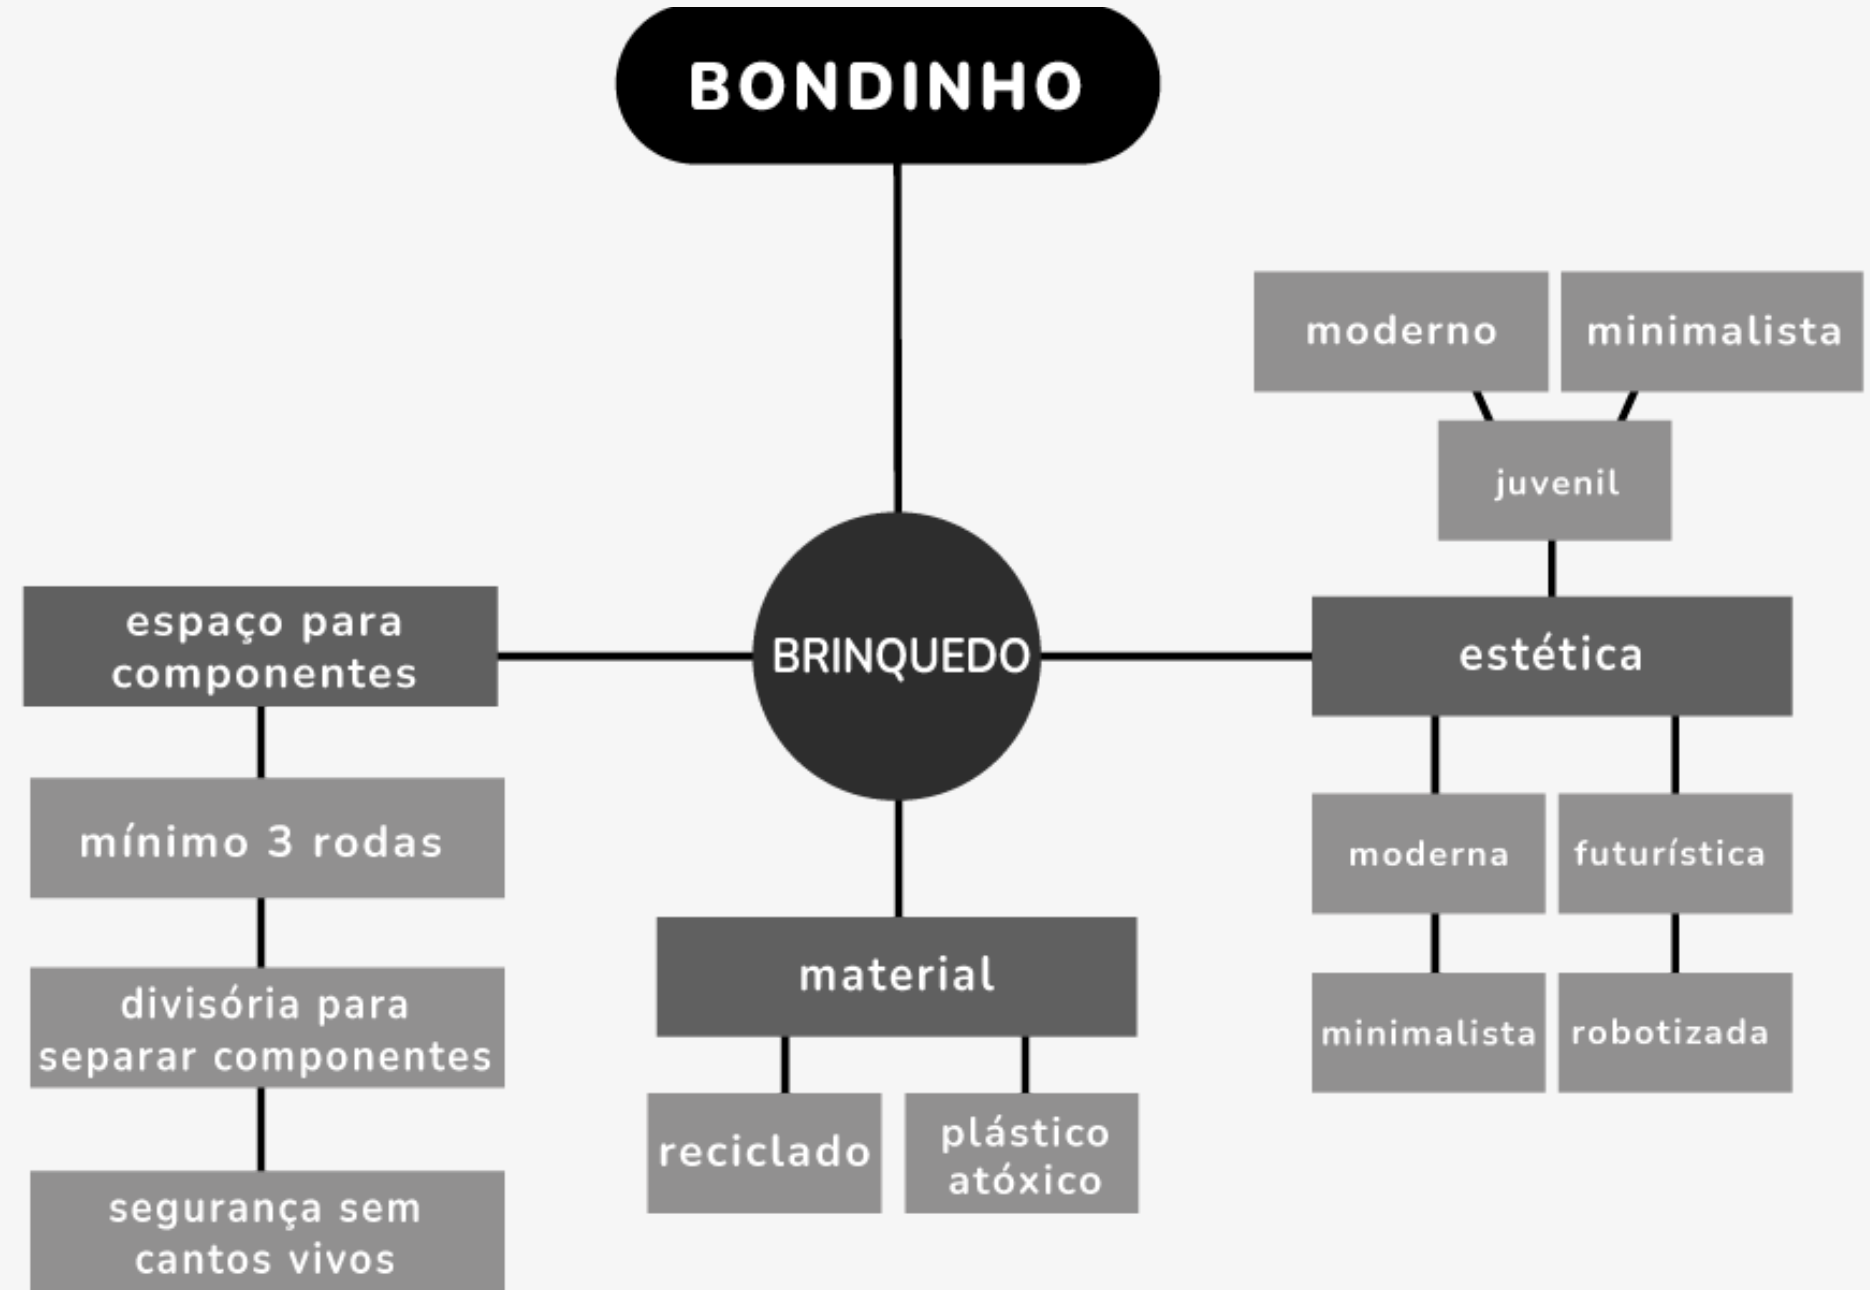 BONDINHO
moderno
minimalista
juvenil
espaço para
componentes
BRINQUEDO
estética
mínimo 3 rodas
moderna
futurística
divisória para
separar componentes
material
minimalista
robotizada
reciclado
plástico
atóxico
segurança sem
cantos vivos